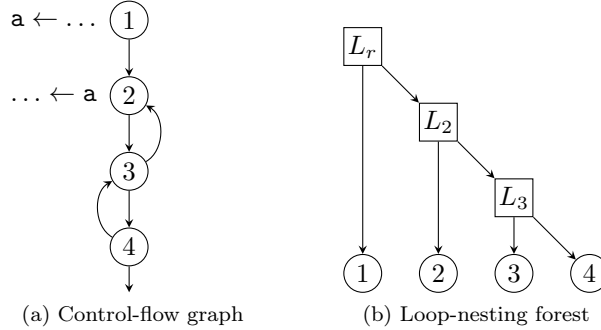 a ← ... 1
... ← a 2
3
4
(a) Control-flow graph
L_r
L_2
L_3
1 2 3 4
(b) Loop-nesting forest